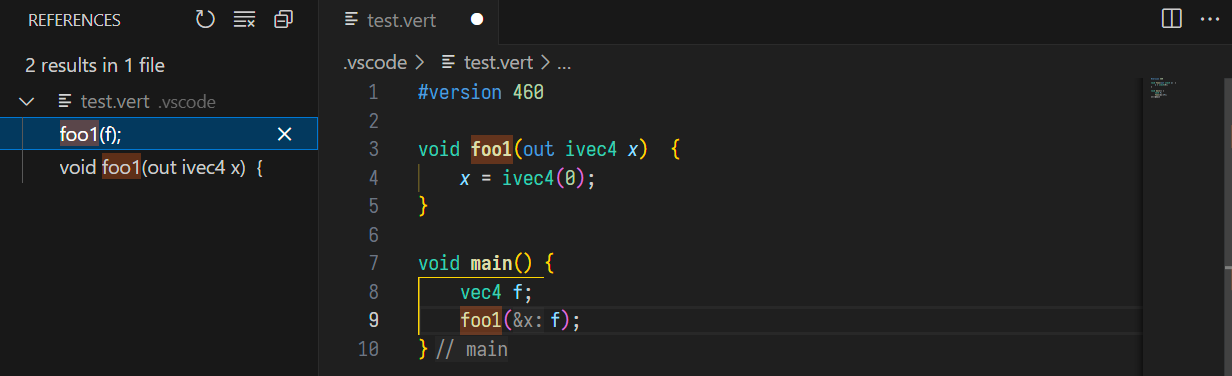 REFERENCES
2 results in 1 file
test.vert .vscode
foo1(f);
void foo1(out ivec4 x)  {
test.vert
.vscode > test.vert > ...
1 #version 460
2
3 void foo1(out ivec4 x)  {
4     x = ivec4(0);
5 }
6
7 void main() {
8     vec4 f;
9     foo1(&x: f);
10 } // main